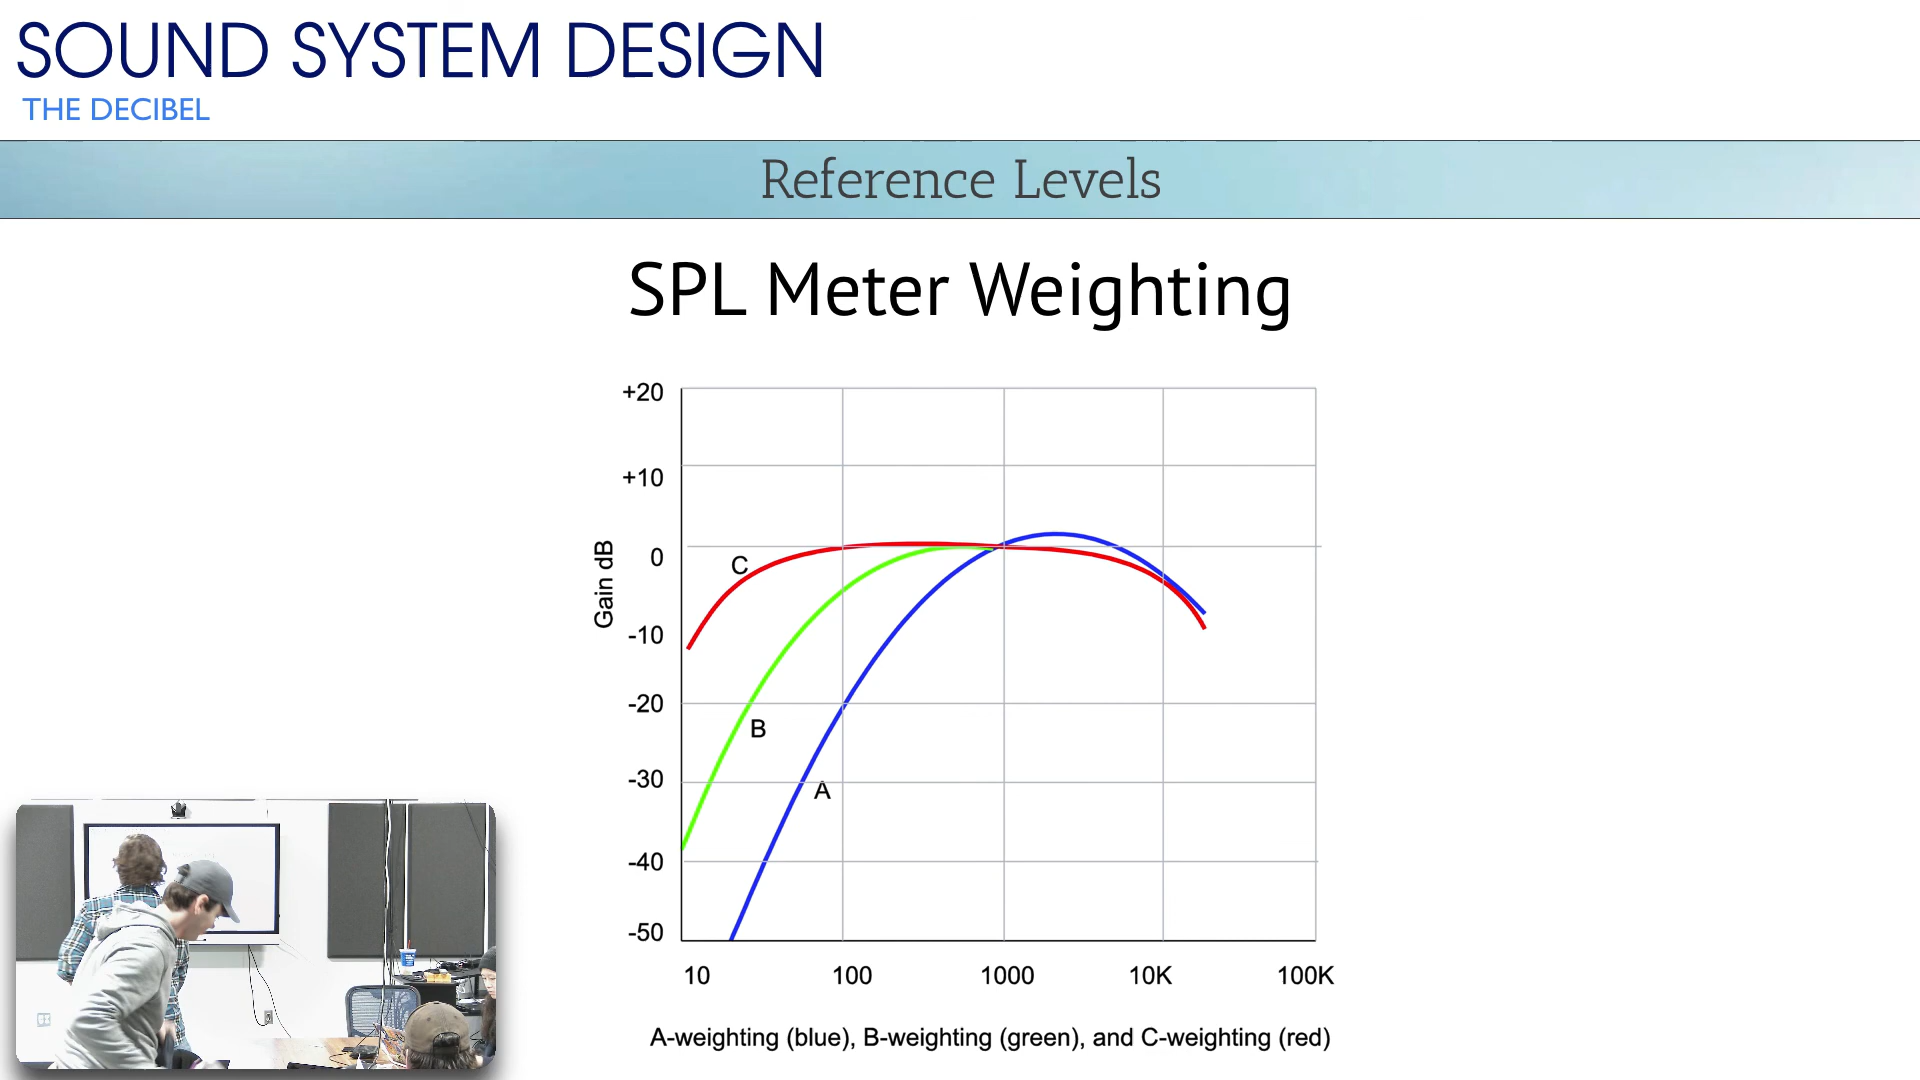 SOUND SYSTEM DESIGN
THE DECIBEL
Reference Levels
SPL Meter Weighting
+20
+10
0
-10
-20
-30
-40
-50
Gain dB
C
B
A
10 100 1000 10K 100K
A-weighting (blue), B-weighting (green), and C-weighting (red)